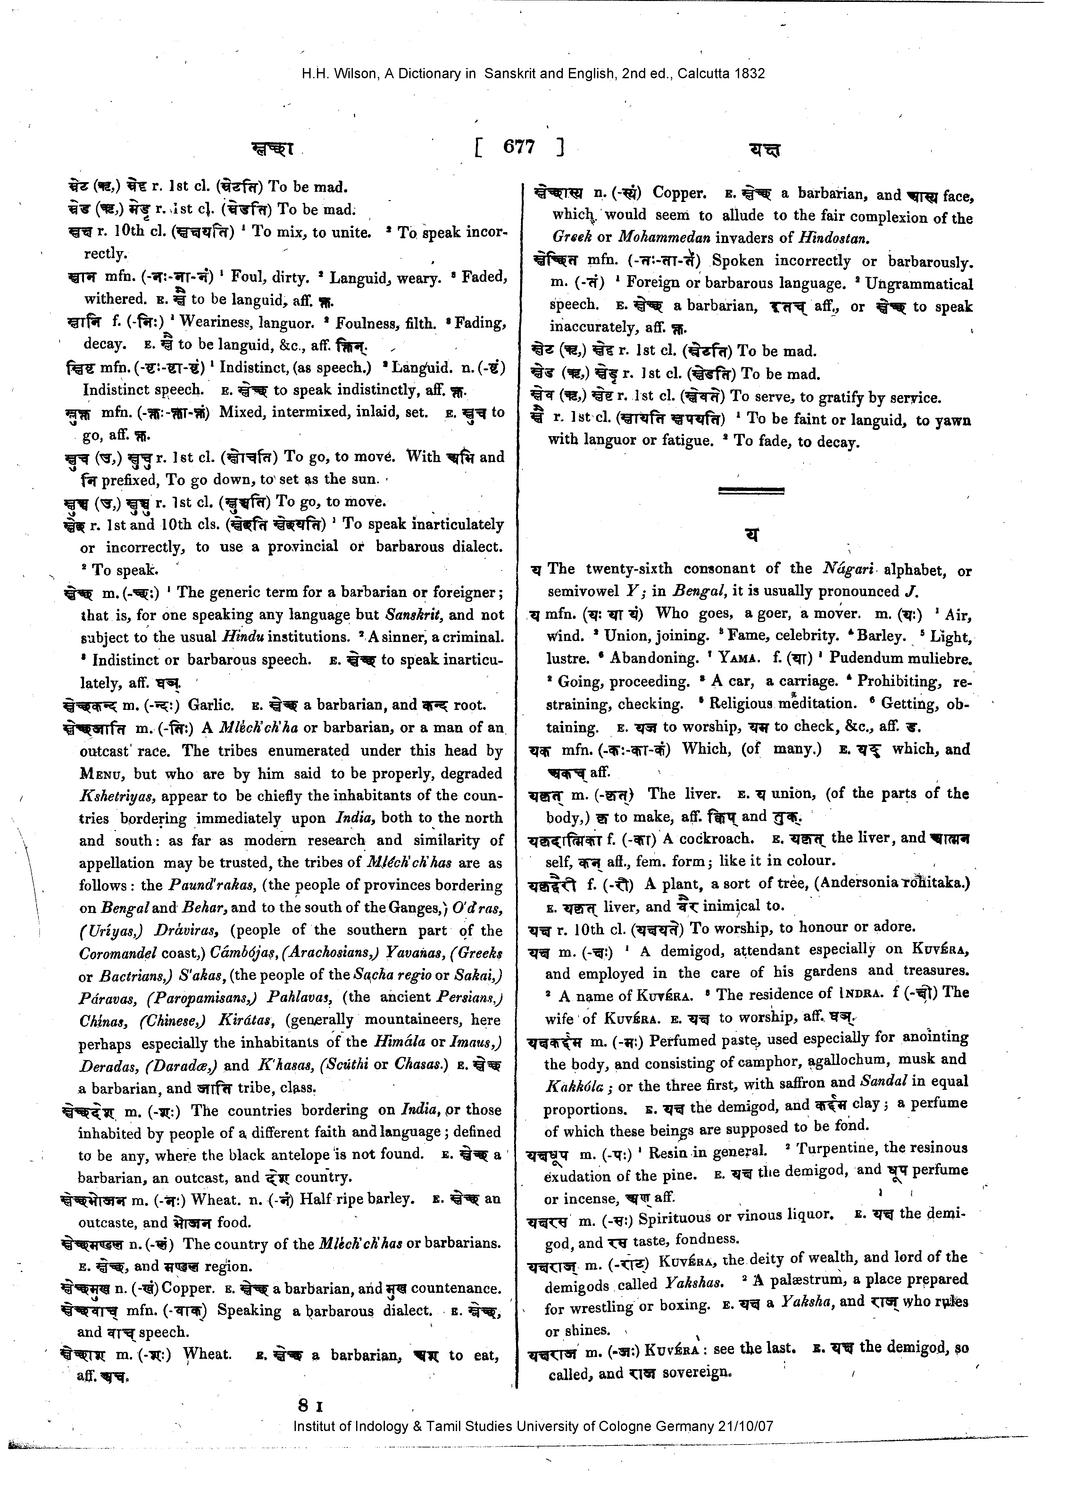 H.H. Wilson, A Dictionary in Sanskrit and English, 2nd ed., Calcutta 1832
[ 677 ]
यक्ष
म्रेट (ऋ,) म्रेटृ r. 1st cl. (म्रेटति) To be mad.
म्रेड (ऋ,) म्रेडृ r. 1st cl. (म्रेडति) To be mad.
म्लक्ष r. 10th cl. (म्लक्षयति) ¹ To mix, to unite. ² To speak incor-
rectly.
म्लान mfn. (-नः-ना-नं) ¹ Foul, dirty. ² Languid, weary. ³ Faded,
withered. E. म्लै to be languid, aff. क्त.
म्लानि f. (-निः) ¹ Weariness, languor. ² Foulness, filth. ³ Fading,
decay. E. म्लै to be languid, &c., aff. क्तिन्.
म्लिष्ट mfn. (-ष्टः-ष्टा-ष्टं) ¹ Indistinct, (as speech.) ² Languid. n. (-ष्टं)
Indistinct speech. E. म्लेच्छ to speak indistinctly, aff. क्त.
म्लुक्त mfn. (-क्तः-क्ता-क्तं) Mixed, intermixed, inlaid, set. E. म्लुच to
go, aff. क्त.
म्लुच (उ,) म्लुचु r. 1st cl. (म्लोचति) To go, to move. With अभि and
नि prefixed, To go down, to set as the sun.
म्लुञ्च (उ,) म्लुञ्चु r. 1st cl. (म्लुञ्चति) To go, to move.
म्लेछ r. 1st and 10th cls. (म्लेछति म्लेछयति) ¹ To speak inarticulately
or incorrectly, to use a provincial or barbarous dialect.
² To speak.
म्लेच्छ m. (-च्छः) ¹ The generic term for a barbarian or foreigner;
that is, for one speaking any language but Sanskrit, and not
subject to the usual Hindu institutions. ² A sinner, a criminal.
³ Indistinct or barbarous speech. E. म्लेच्छ to speak inarticu-
lately, aff. घञ्.
म्लेच्छकन्द m. (-न्दः) Garlic. E. म्लेच्छ a barbarian, and कन्द root.
म्लेच्छजाति m. (-तिः) A Mléch'ch'ha or barbarian, or a man of an
outcast race. The tribes enumerated under this head by
MENU, but who are by him said to be properly, degraded
Kshetriyas, appear to be chiefly the inhabitants of the coun-
tries bordering immediately upon India, both to the north
and south: as far as modern research and similarity of
appellation may be trusted, the tribes of Mléch'ch'has are as
follows: the Paund'rakas, (the people of provinces bordering
on Bengal and Behar, and to the south of the Ganges,) O'dras,
(Uríyas,) Dráviras, (people of the southern part of the
Coromandel coast,) Cámbójas, (Arachosians,) Yavanas, (Greeks
or Bactrians,) S'akas, (the people of the Sacha regio or Sakai,)
Páravas, (Paropamisans,) Pahlavas, (the ancient Persians,)
Chínas, (Chinese,) Kirátas, (generally mountaineers, here
perhaps especially the inhabitants of the Himála or Imaus,)
Deradas, (Daradæ,) and K'hasas, (Scúthi or Chasas.) E. म्लेच्छ
a barbarian, and जाति tribe, class.
म्लेच्छदेश m. (-शः) The countries bordering on India, or those
inhabited by people of a different faith and language; defined
to be any, where the black antelope is not found. E. म्लेच्छ a
barbarian, an outcast, and देश country.
म्लेच्छभोजन m. (-नः) Wheat. n. (-नं) Half ripe barley. E. म्लेच्छ an
outcaste, and भोजन food.
म्लेच्छमण्डल n. (-लं) The country of the Mléch'ch'has or barbarians.
E. म्लेच्छ, and मण्डल region.
म्लेच्छमुख n. (-खं) Copper. E. म्लेच्छ a barbarian, and मुख countenance.
म्लेच्छवाच् mfn. (-वाक्) Speaking a barbarous dialect. E. म्लेच्छ,
and वाच् speech.
म्लेच्छाश m. (-शः) Wheat. E. म्लेच्छ a barbarian, अश to eat,
aff. अच्.
म्लेच्छास्य n. (-स्यं) Copper. E. म्लेच्छ a barbarian, and आस्य face,
which would seem to allude to the fair complexion of the
Greek or Mohammedan invaders of Hindostan.
म्लेच्छित mfn. (-तः-ता-तं) Spoken incorrectly or barbarously.
m. (-तं) ¹ Foreign or barbarous language. ² Ungrammatical
speech. E. म्लेच्छ a barbarian, इतच् aff., or म्लेच्छ to speak
inaccurately, aff. क्त.
म्लेट (ऋ,) म्लेटृ r. 1st cl. (म्लेटति) To be mad.
म्लेड (ऋ,) म्लेडृ r. 1st cl. (म्लेडति) To be mad.
म्लेव (ऋ,) म्लेवृ r. 1st cl. (म्लेवते) To serve, to gratify by service.
म्लै r. 1st cl. (म्लायति म्लपयति) ¹ To be faint or languid, to yawn
with languor or fatigue. ² To fade, to decay.
य
य The twenty-sixth consonant of the Nágari alphabet, or
semivowel Y; in Bengal, it is usually pronounced J.
य mfn. (यः या यं) Who goes, a goer, a mover. m. (यः) ¹ Air,
wind. ² Union, joining. ³ Fame, celebrity. ⁴ Barley. ⁵ Light,
lustre. ⁶ Abandoning. ⁷ YAMA. f. (या) ¹ Pudendum muliebre.
² Going, proceeding. ³ A car, a carriage. ⁴ Prohibiting, re-
straining, checking. ⁵ Religious meditation. ⁶ Getting, ob-
taining. E. यज to worship, यम to check, &c., aff. ड.
यक mfn. (-कः-का-कं) Which, (of many.) E. यद् which, and
अकच् aff.
यकृत् m. (-कृत्) The liver. E. य union, (of the parts of the
body,) कृ to make, aff. क्विप् and तुक्.
यकृदात्मिका f. (-का) A cockroach. E. यकृत् the liver, and आत्मन
self, कन् aff., fem. form; like it in colour.
यकृद्वैरी f. (-री) A plant, a sort of tree, (Andersonia rohitaka.)
E. यकृत् liver, and वैर inimical to.
यक्ष r. 10th cl. (यक्षयते) To worship, to honour or adore.
यक्ष m. (-क्षः) ¹ A demigod, attendant especially on KUVÉRA,
and employed in the care of his gardens and treasures.
² A name of KUVÉRA. ³ The residence of INDRA. f (-क्षी) The
wife of KUVÉRA. E. यक्ष to worship, aff. घञ्.
यक्षकर्द्दम m. (-मः) Perfumed paste, used especially for anointing
the body, and consisting of camphor, agallochum, musk and
Kakkóla; or the three first, with saffron and Sandal in equal
proportions. E. यक्ष the demigod, and कर्द्दम clay; a perfume
of which these beings are supposed to be fond.
यक्षधूप m. (-पः) ¹ Resin in general. ² Turpentine, the resinous
exudation of the pine. E. यक्ष the demigod, and धूप perfume
or incense, अण् aff.
यक्षरस m. (-सः) Spirituous or vinous liquor. E. यक्ष the demi-
god, and रस taste, fondness.
यक्षराज् m. (-राट्) KUVÉRA, the deity of wealth, and lord of the
demigods called Yakshas. ² A palæstrum, a place prepared
for wrestling or boxing. E. यक्ष a Yaksha, and राज् who rules
or shines.
यक्षराज m. (-जः) KUVÉRA: see the last. E. यक्ष the demigod, so
called, and राज sovereign.
8 I
Institut of Indology & Tamil Studies University of Cologne Germany 21/10/07